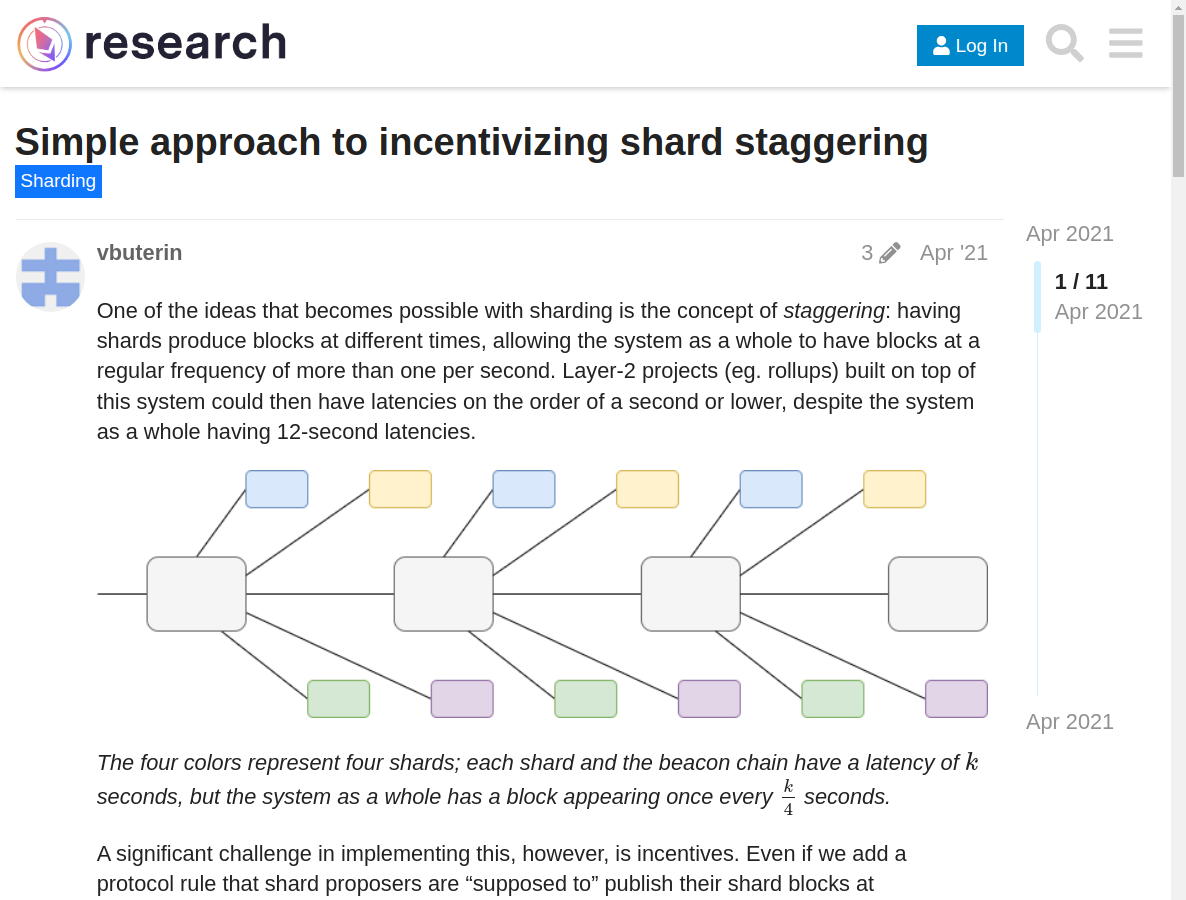 research
Log In
Simple approach to incentivizing shard staggering
Sharding
Apr 2021
vbuterin
3
Apr '21
1 / 11
Apr 2021
One of the ideas that becomes possible with sharding is the concept of staggering: having
shards produce blocks at different times, allowing the system as a whole to have blocks at a
regular frequency of more than one per second. Layer-2 projects (eg. rollups) built on top of
this system could then have latencies on the order of a second or lower, despite the system
as a whole having 12-second latencies.
Apr 2021
The four colors represent four shards; each shard and the beacon chain have a latency of k
seconds, but the system as a whole has a block appearing once every k/4 seconds.
A significant challenge in implementing this, however, is incentives. Even if we add a
protocol rule that shard proposers are “supposed to” publish their shard blocks at